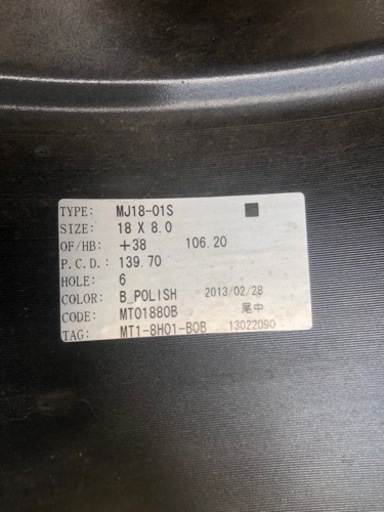 TYPE: MJ18-01S
SIZE: 18 X 8.0
OF/HB: +38 106.20
P.C.D.: 139.70
HOLE: 6
COLOR: B_POLISH 2013/02/28
CODE: MT01880B 尾中
TAG: MT1-8H01-B0B 13022090